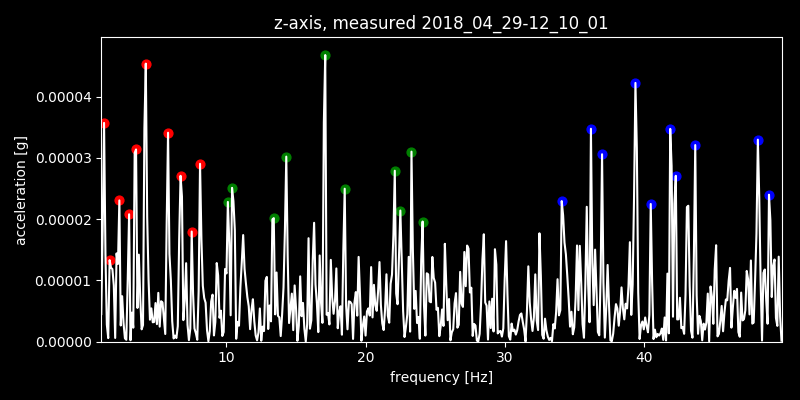 z-axis, measured 2018_04_29-12_10_01
0.00004
0.00003
0.00002
0.00001
0.00000
acceleration [g]
10 20 30 40
frequency [Hz]